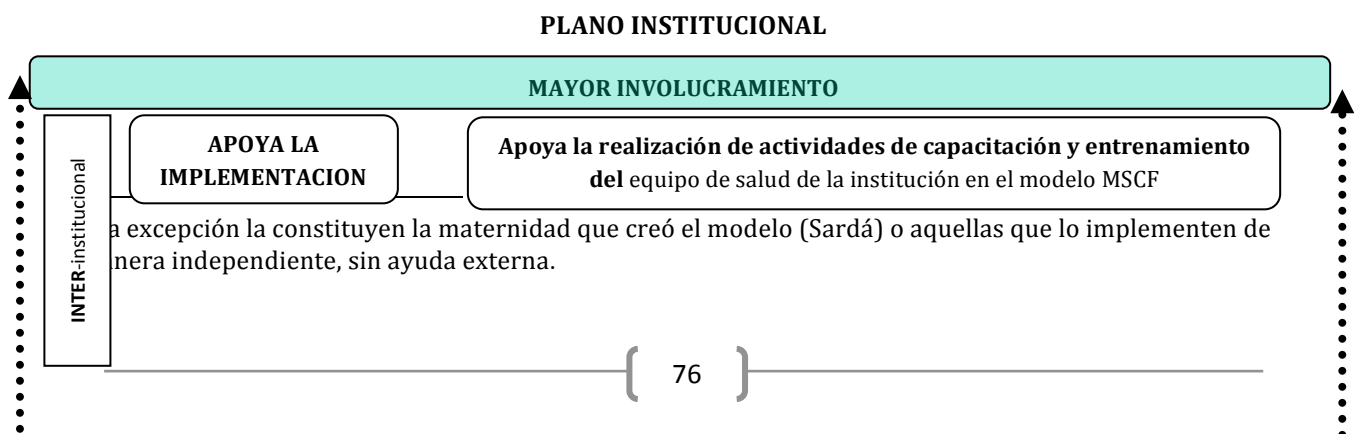 PLANO INSTITUCIONAL
MAYOR INVOLUCRAMIENTO
INTER-institucional
APOYA LA
IMPLEMENTACION
Apoya la realización de actividades de capacitación y entrenamiento
del equipo de salud de la institución en el modelo MSCF
a excepción la constituyen la maternidad que creó el modelo (Sardá) o aquellas que lo implementen de
nera independiente, sin ayuda externa.
76